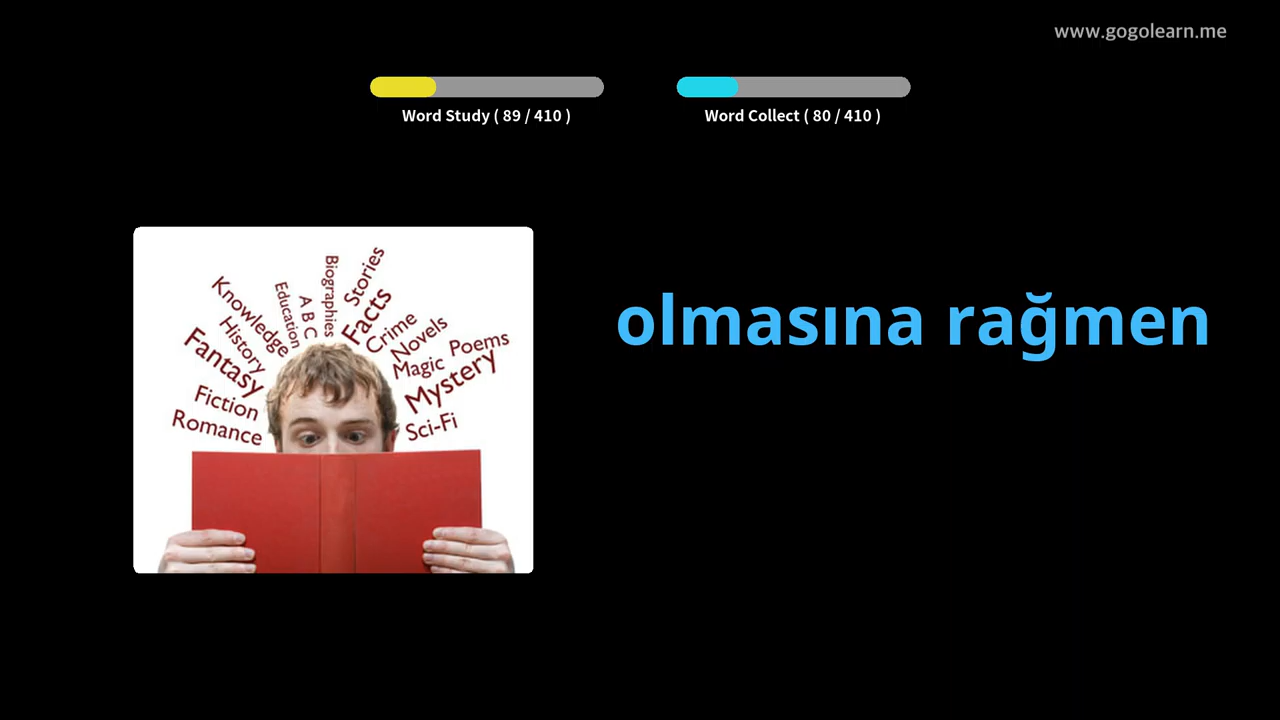 www.gogolearn.me
Word Study ( 89 / 410 )
Word Collect ( 80 / 410 )
olmasına rağmen
Knowledge
History
Fantasy
Fiction
Romance
Education
A B C
Biographies
Stories
Facts
Crime
Novels
Magic
Poems
Mystery
Sci-Fi